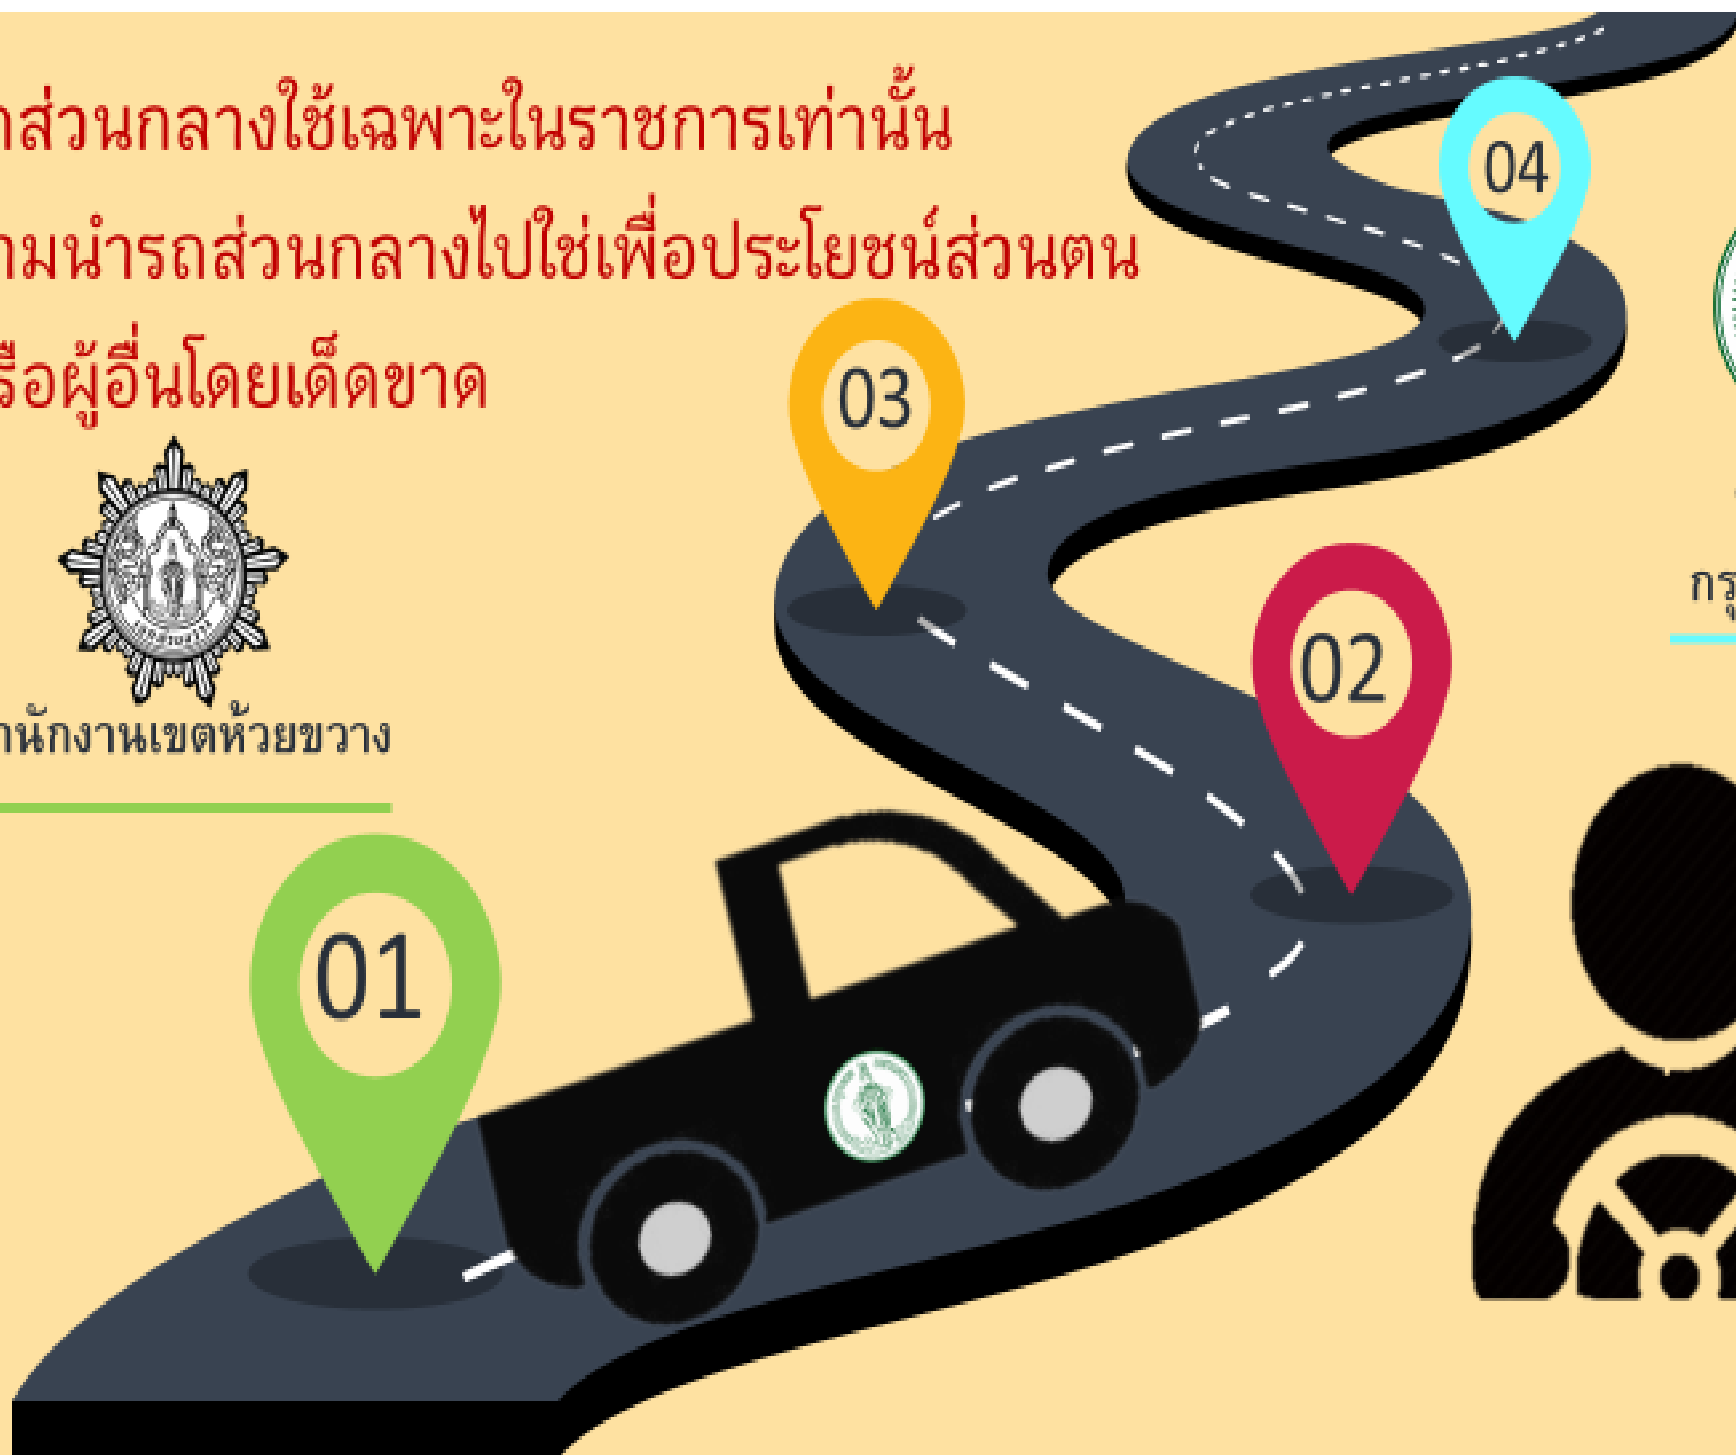 ถส่วนกลางใช้เฉพาะในราชการเท่านั้น
ามนำรถส่วนกลางไปใช่เพื่อประโยชน์ส่วนตน
รือผู้อื่นโดยเด็ดขาด
04
03
กรุ
02
านักงานเขตห้วยขวาง
01